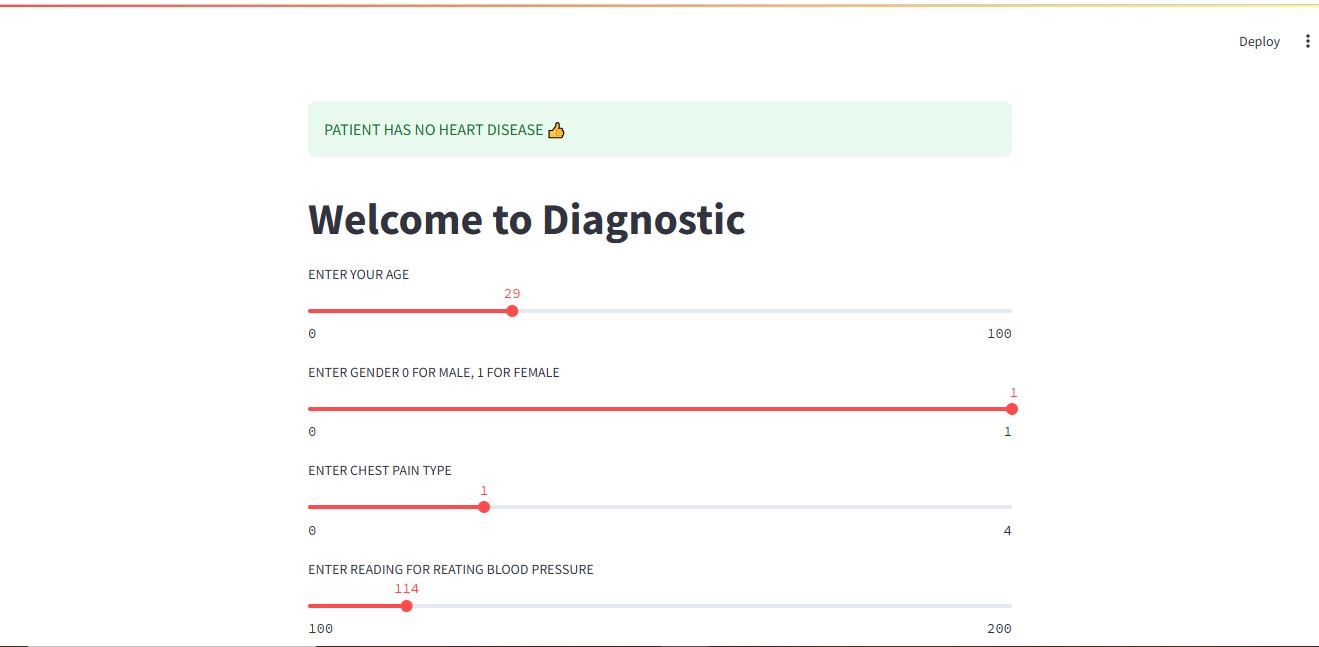 Deploy
PATIENT HAS NO HEART DISEASE 👍
Welcome to Diagnostic
ENTER YOUR AGE
29
0 100
ENTER GENDER 0 FOR MALE, 1 FOR FEMALE
1
0 1
ENTER CHEST PAIN TYPE
1
0 4
ENTER READING FOR REATING BLOOD PRESSURE
114
100 200